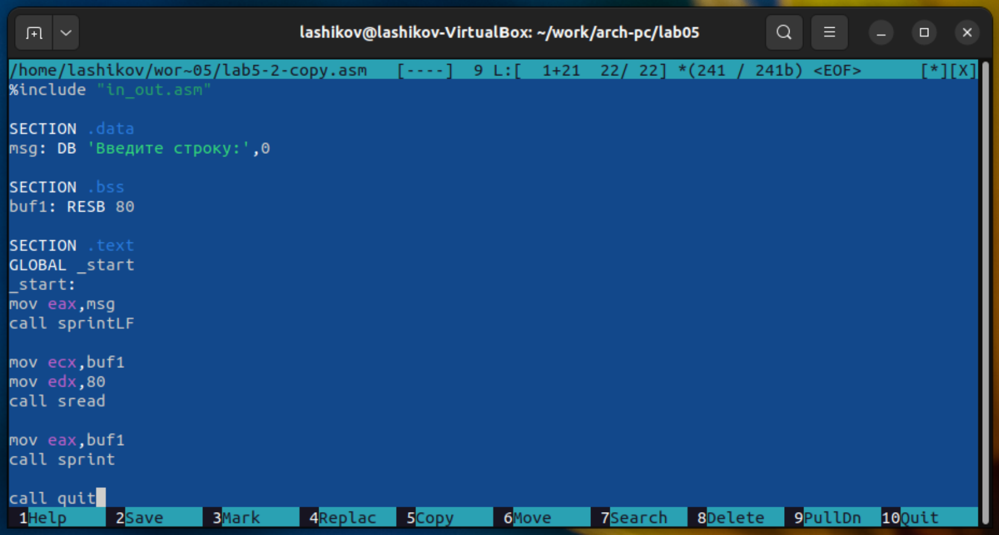 lashikov@lashikov-VirtualBox: ~/work/arch-pc/lab05
/home/lashikov/wor~05/lab5-2-copy.asm [----] 9 L:[ 1+21 22/ 22] *(241 / 241b) <EOF> [*][X]
%include "in_out.asm"
SECTION .data
msg: DB 'Введите строку:',0
SECTION .bss
buf1: RESB 80
SECTION .text
GLOBAL _start
_start:
mov eax,msg
call sprintLF
mov ecx,buf1
mov edx,80
call sread
mov eax,buf1
call sprint
call quit
1Help 2Save 3Mark 4Replac 5Copy 6Move 7Search 8Delete 9PullDn 10Quit